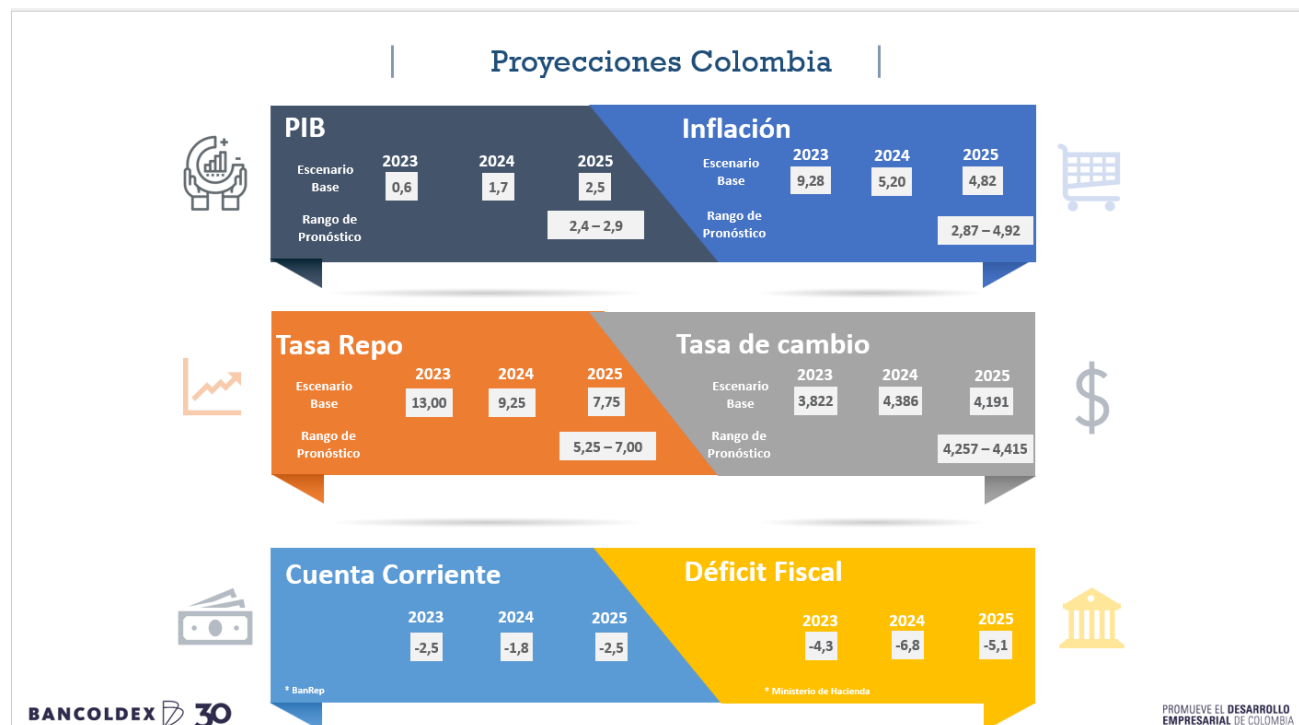 Proyecciones Colombia
PIB
2023 2024 2025
Escenario
Base
0,6 1,7 2,5
Rango de
Pronóstico
2,4 – 2,9
Inflación
2023 2024 2025
Escenario
Base
9,28 5,20 4,82
Rango de
Pronóstico
2,87 – 4,92
Tasa Repo
2023 2024 2025
Escenario
Base
13,00 9,25 7,75
Rango de
Pronóstico
5,25 – 7,00
Tasa de cambio
2023 2024 2025
Escenario
Base
3,822 4,386 4,191
Rango de
Pronóstico
4,257 – 4,415
Cuenta Corriente
2023 2024 2025
-2,5 -1,8 -2,5
* BanRep
Déficit Fiscal
2023 2024 2025
-4,3 -6,8 -5,1
* Ministerio de Hacienda
BANCOLDEX 30
PROMUEVE EL DESARROLLO
EMPRESARIAL DE COLOMBIA